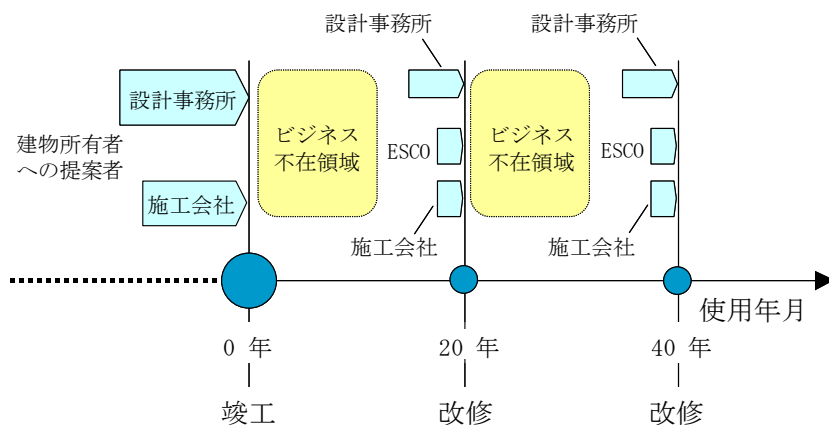 設計事務所
設計事務所
設計事務所
建物所有者
への提案者
ビジネス
不在領域
ESCO
ビジネス
不在領域
ESCO
施工会社
施工会社
施工会社
使用年月
0 年
20 年
40 年
竣工
改修
改修